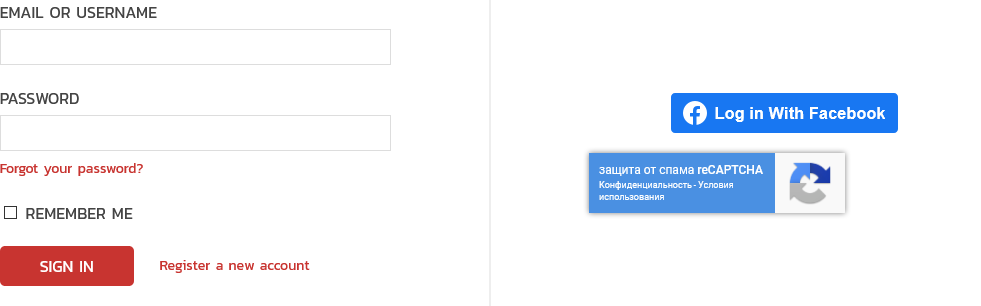 EMAIL OR USERNAME
PASSWORD
Forgot your password?
REMEMBER ME
SIGN IN
Register a new account
Log in With Facebook
защита от спама reCAPTCHA
Конфиденциальность - Условия
использования